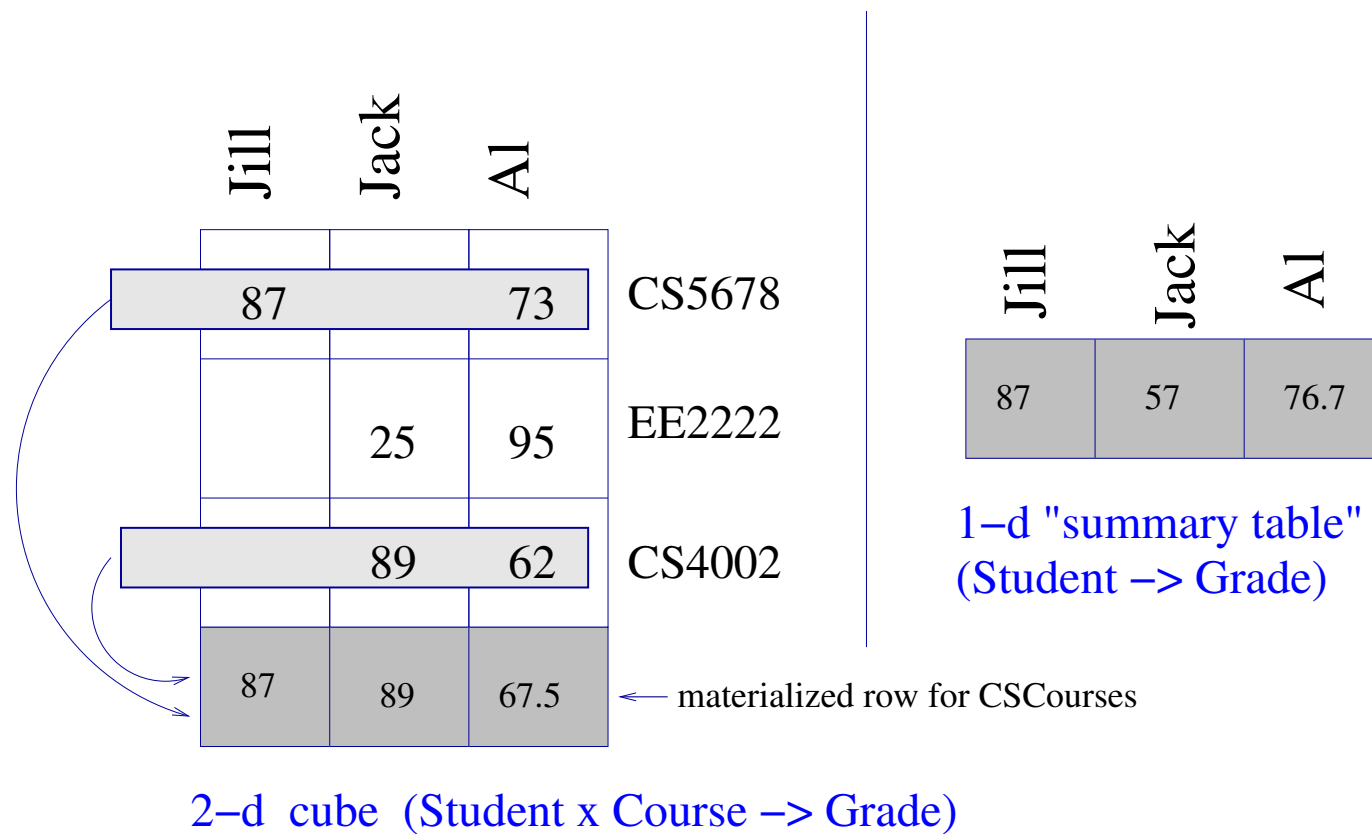 Jill Jack Al
87 73 CS5678
25 95 EE2222
89 62 CS4002
87 89 67.5 materialized row for CSCourses
2−d cube (Student x Course −> Grade)
Jill Jack Al
87 57 76.7
1−d "summary table"
(Student −> Grade)